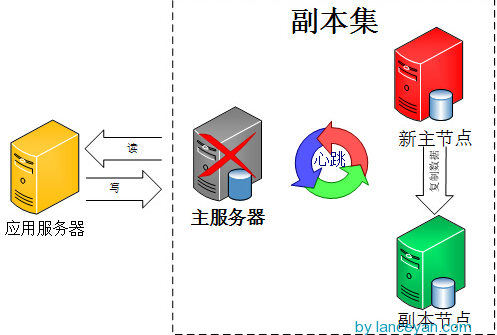 副本集
新主节点
读
写
心跳
复制数据
应用服务器
主服务器
副本节点
by lanceyan.com